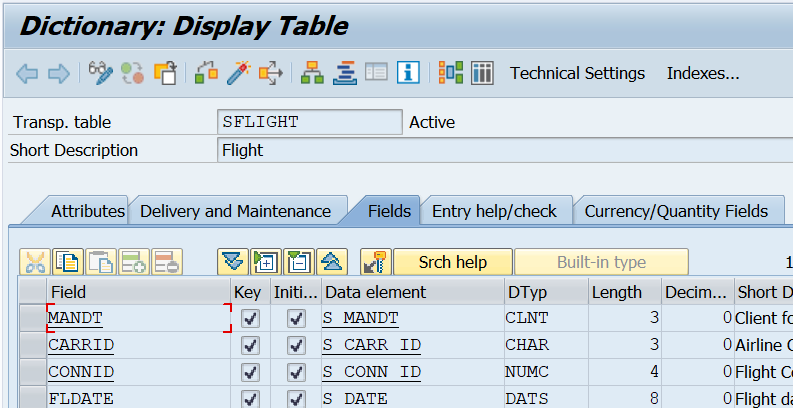 Dictionary: Display Table
Technical Settings Indexes...
Transp. table SFLIGHT Active
Short Description Flight
Attributes Delivery and Maintenance Fields Entry help/check Currency/Quantity Fields
Srch help Built-in type 1
Field Key Initi... Data element DTyp Length Decim... Short D
MANDT S_MANDT CLNT 3 0 Client fo
CARRID S_CARR_ID CHAR 3 0 Airline C
CONNID S_CONN_ID NUMC 4 0 Flight Co
FLDATE S_DATE DATS 8 0 Flight da